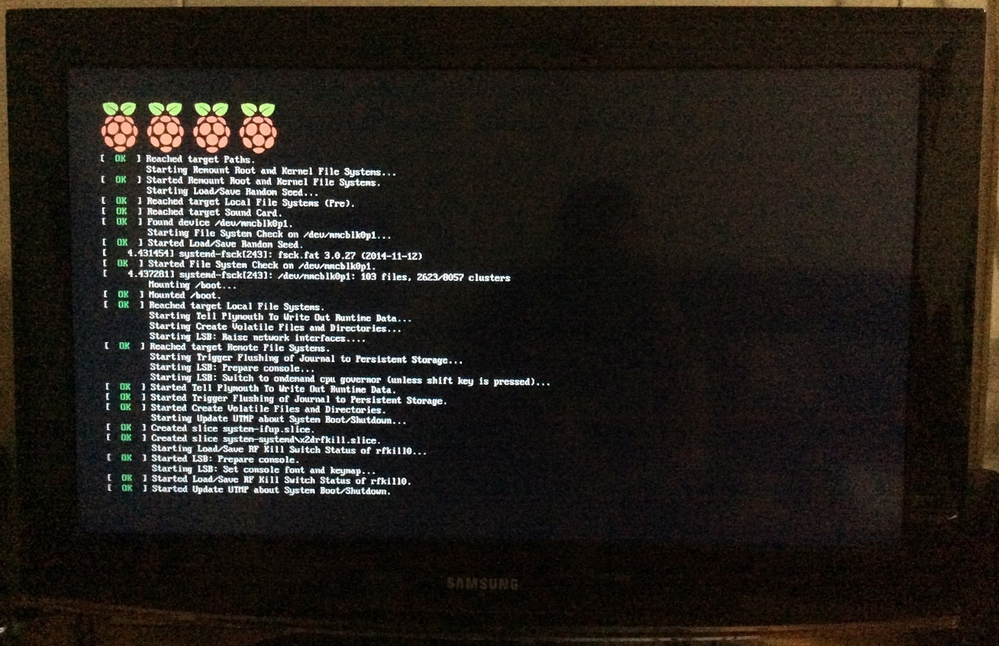 [  OK  ] Reached target Paths.
         Starting Remount Root and Kernel File Systems...
[  OK  ] Started Remount Root and Kernel File Systems.
         Starting Load/Save Random Seed...
[  OK  ] Reached target Local File Systems (Pre).
[  OK  ] Reached target Sound Card.
[  OK  ] Found device /dev/mmcblk0p1.
         Starting File System Check on /dev/mmcblk0p1...
[  OK  ] Started Load/Save Random Seed.
[    4.431454] systemd-fsck[243]: fsck.fat 3.0.27 (2014-11-12)
[  OK  ] Started File System Check on /dev/mmcblk0p1.
[    4.437281] systemd-fsck[243]: /dev/mmcblk0p1: 103 files, 2623/8057 clusters
         Mounting /boot...
[  OK  ] Mounted /boot.
[  OK  ] Reached target Local File Systems.
         Starting Tell Plymouth To Write Out Runtime Data...
         Starting Create Volatile Files and Directories...
         Starting LSB: Raise network interfaces....
[  OK  ] Reached target Remote File Systems.
         Starting Trigger Flushing of Journal to Persistent Storage...
         Starting LSB: Prepare console...
         Starting LSB: Switch to ondemand cpu governor (unless shift key is pressed)...
[  OK  ] Started Tell Plymouth To Write Out Runtime Data.
[  OK  ] Started Trigger Flushing of Journal to Persistent Storage.
[  OK  ] Started Create Volatile Files and Directories.
         Starting Update UTMP about System Boot/Shutdown...
[  OK  ] Created slice system-ifup.slice.
[  OK  ] Created slice system-systemd\x2drfkill.slice.
         Starting Load/Save RF Kill Switch Status of rfkill0...
[  OK  ] Started LSB: Prepare console.
         Starting LSB: Set console font and keymap...
[  OK  ] Started Load/Save RF Kill Switch Status of rfkill0.
[  OK  ] Started Update UTMP about System Boot/Shutdown.
SAMSUNG